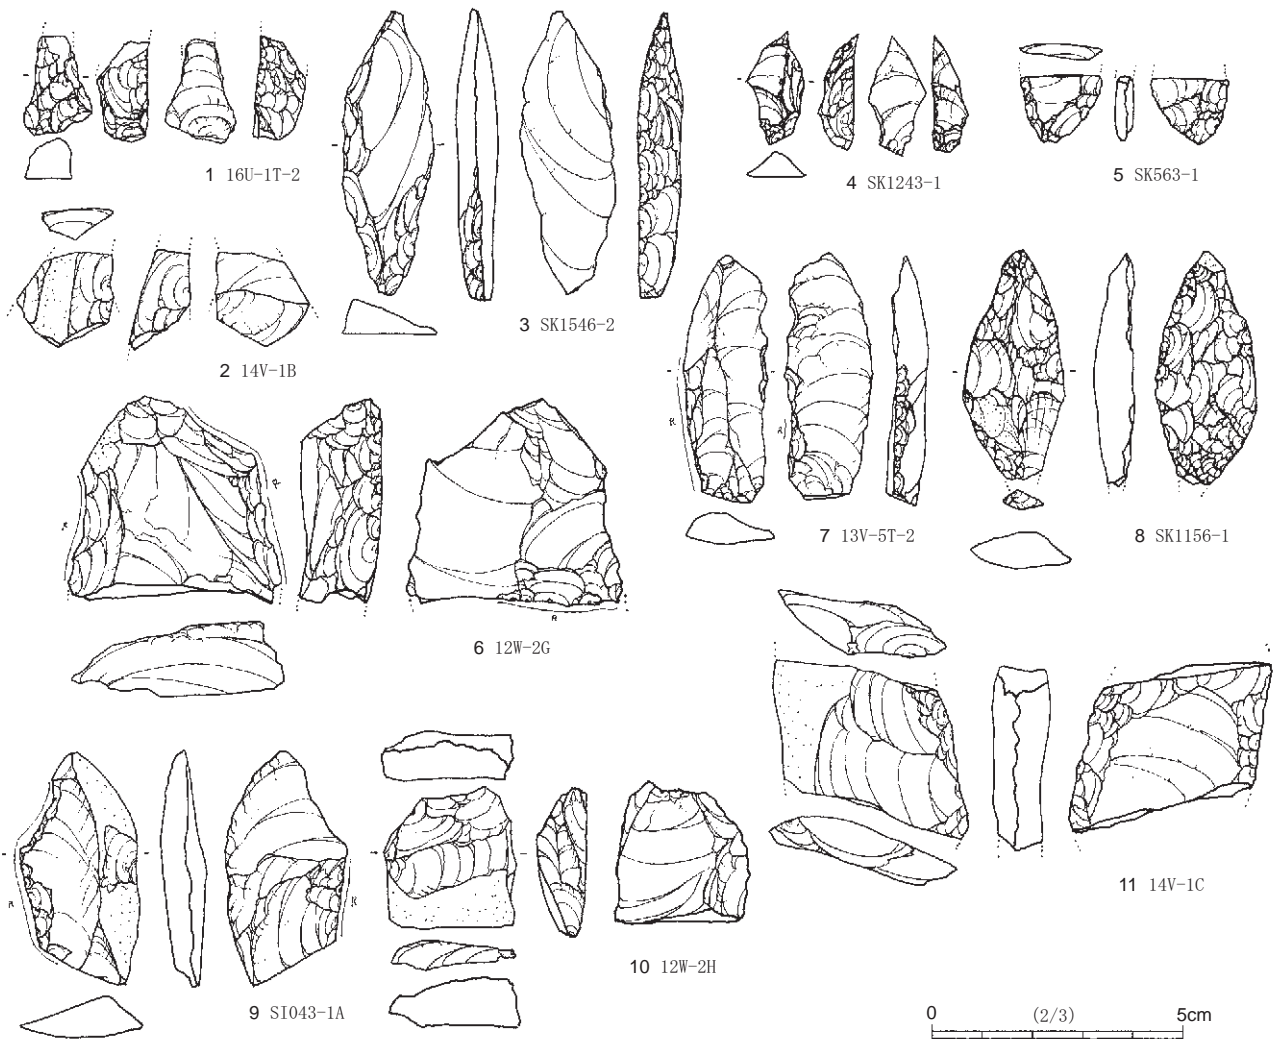 1 16U-1T-2
2 14V-1B
3 SK1546-2
4 SK1243-1
5 SK563-1
6 12W-2G
7 13V-5T-2
8 SK1156-1
9 SI043-1A
10 12W-2H
11 14V-1C
R
R
R
R
R
R
R
0 (2/3) 5cm